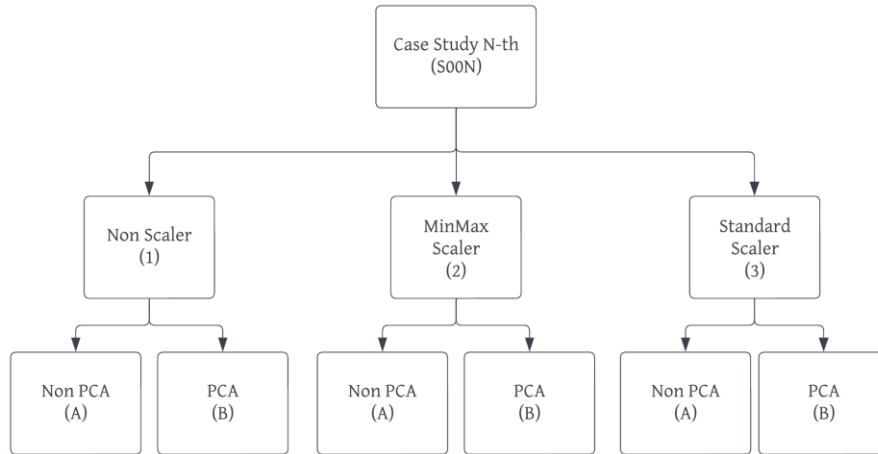 Case Study N-th
(S00N)
Non Scaler
(1)
MinMax
Scaler
(2)
Standard
Scaler
(3)
Non PCA
(A)
PCA
(B)
Non PCA
(A)
PCA
(B)
Non PCA
(A)
PCA
(B)